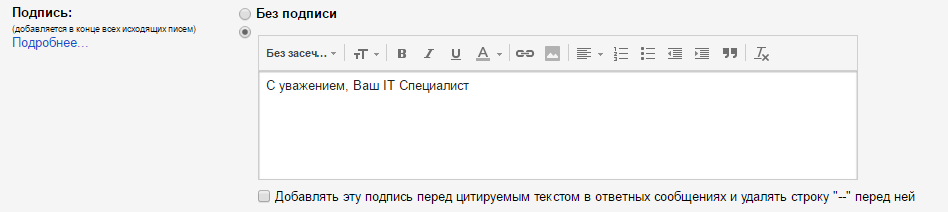 Подпись:
(добавляется в конце всех исходящих писем)
Подробнее...
Без подписи
Без засеч... тТ B I U A
С уважением, Ваш IT Специалист
Добавлять эту подпись перед цитируемым текстом в ответных сообщениях и удалять строку "--" перед ней